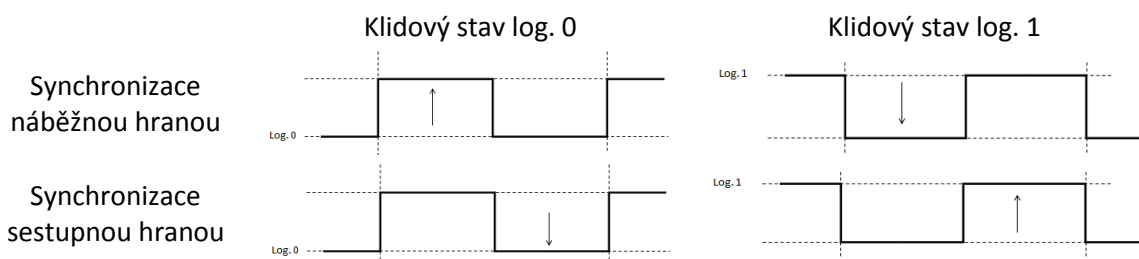 Klidový stav log. 0
Klidový stav log. 1
Synchronizace
náběžnou hranou
Log. 0
Log. 1
Synchronizace
sestupnou hranou
Log. 0
Log. 1